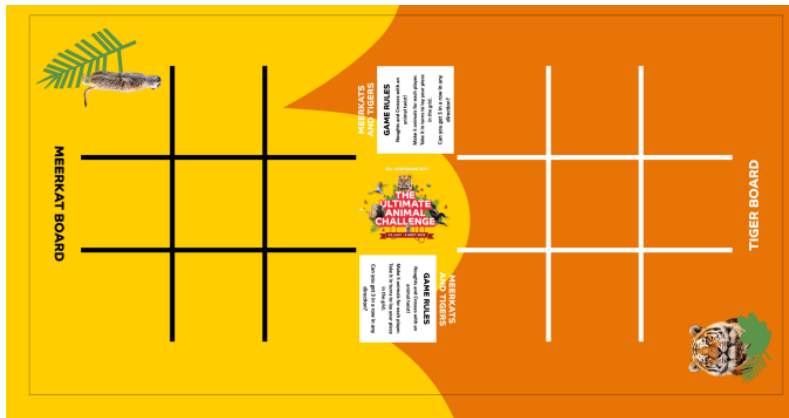 MEERKAT BOARD
MEERKATS
AND TIGERS
GAME RULES
Noughts and Crosses with an
animal twist!
Make 5 animals for each player.
Take it in turns to lay your piece
in the grid.
Can you get 3 in a row in any
direction?
THE
ULTIMATE
ANIMAL
CHALLENGE
MEERKATS
AND TIGERS
GAME RULES
Noughts and Crosses with an
animal twist!
Make 5 animals for each player.
Take it in turns to lay your piece
in the grid.
Can you get 3 in a row in any
direction?
TIGER BOARD